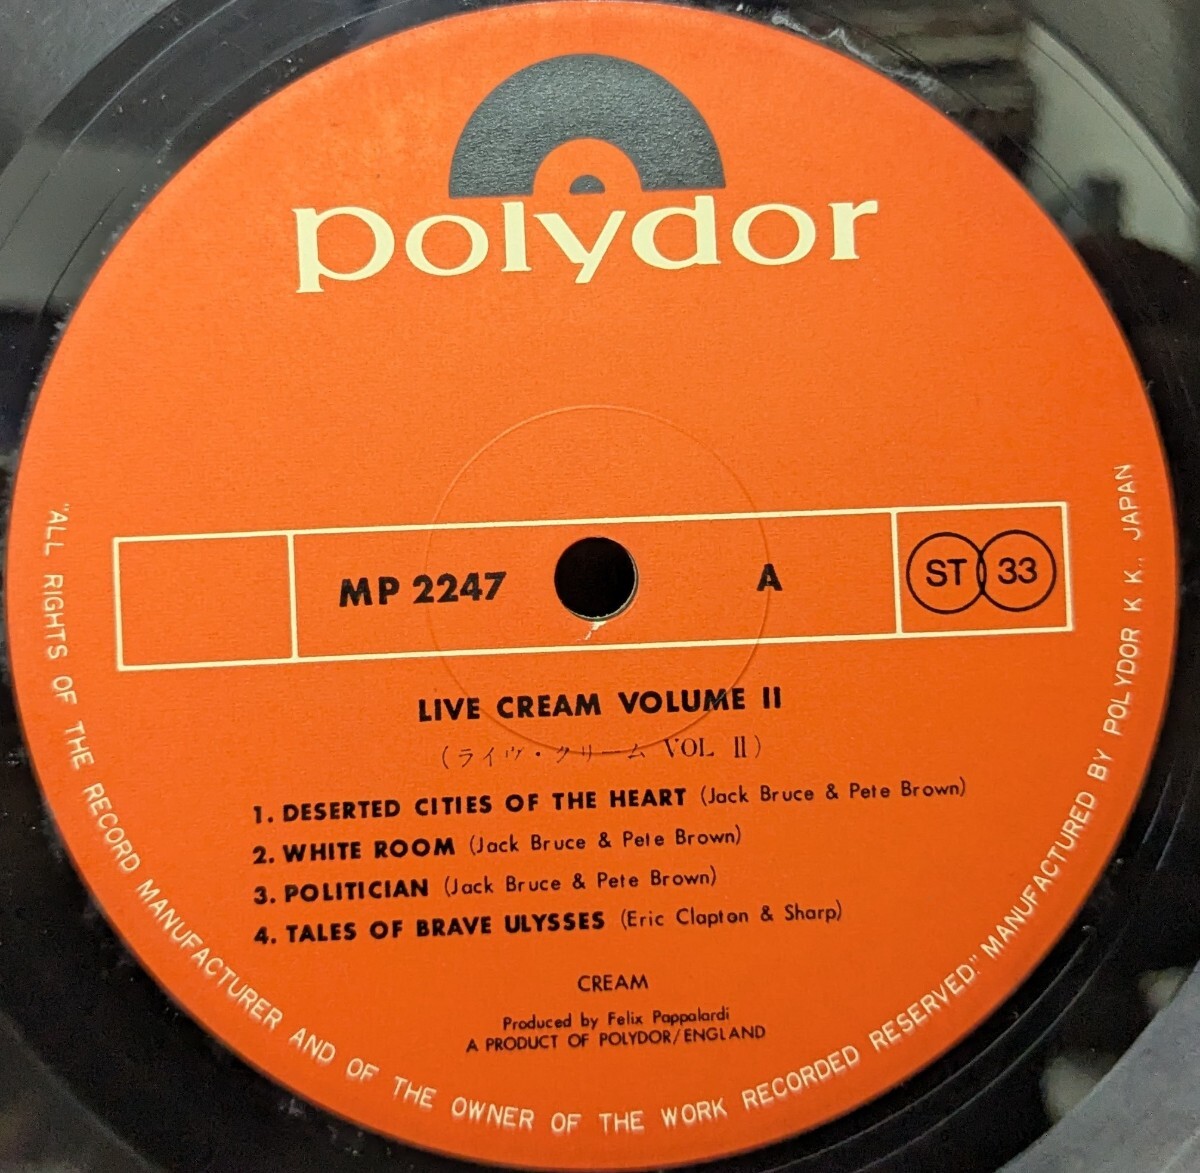 polydor
MP 2247 A ST 33
LIVE CREAM VOLUME II
(ライヴ・クリーム VOL II)
1. DESERTED CITIES OF THE HEART (Jack Bruce & Pete Brown)
2. WHITE ROOM (Jack Bruce & Pete Brown)
3. POLITICIAN (Jack Bruce & Pete Brown)
4. TALES OF BRAVE ULYSSES (Eric Clapton & Sharp)
CREAM
Produced by Felix Pappalardi
A PRODUCT OF POLYDOR/ENGLAND
"ALL RIGHTS OF THE RECORD MANUFACTURER AND OF THE OWNER OF THE WORK RECORDED RESERVED." MANUFACTURED BY POLYDOR K K., JAPAN